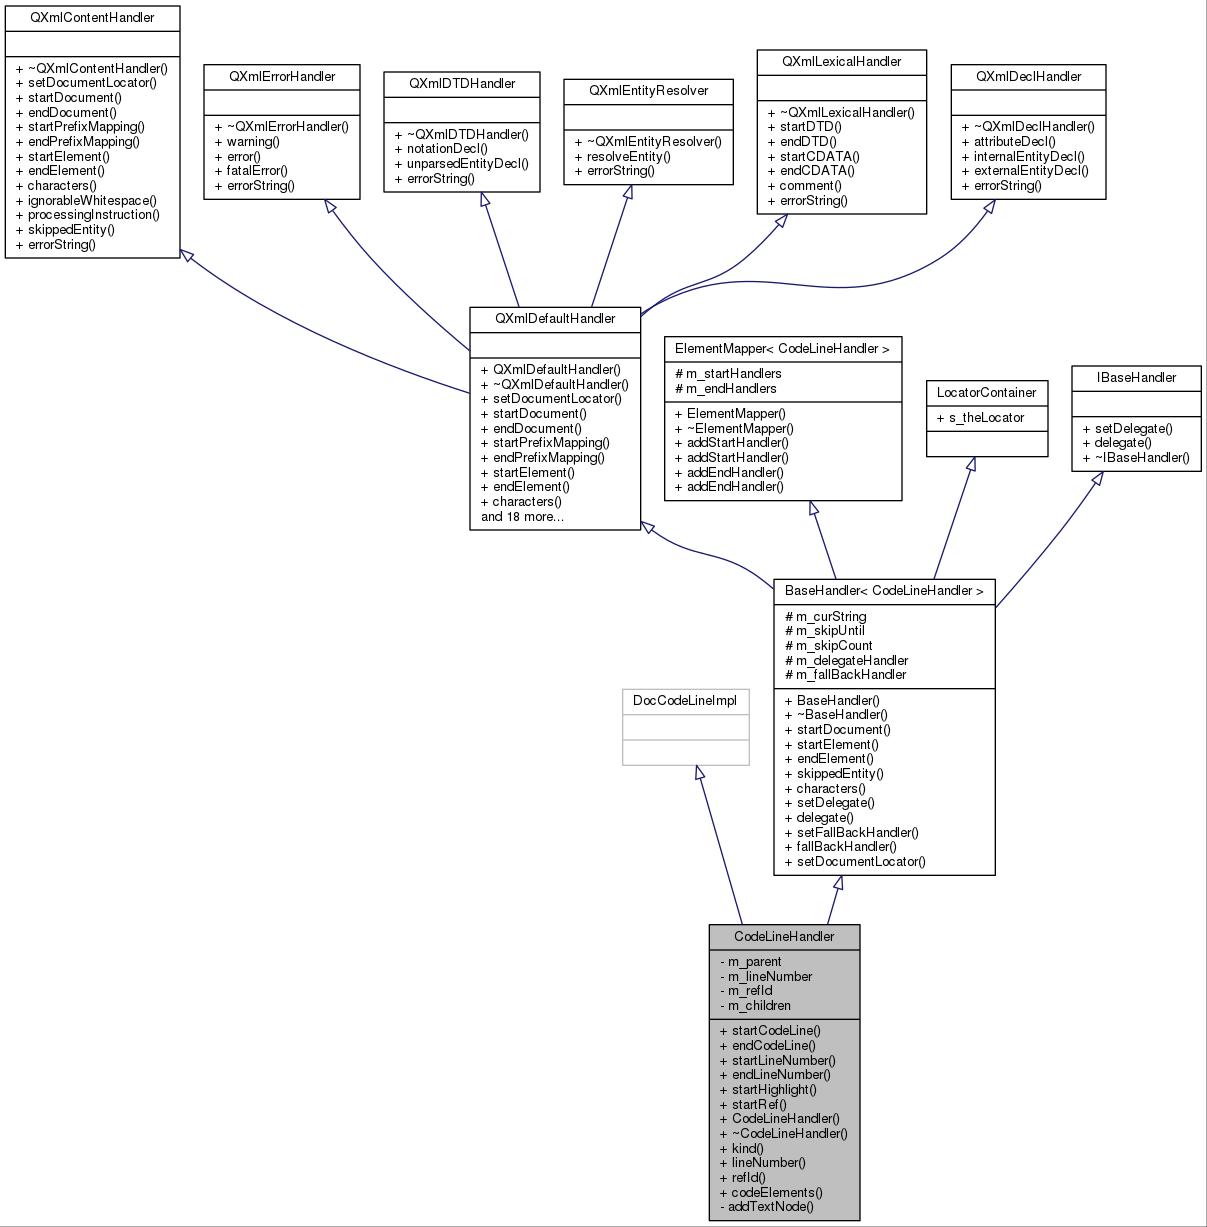 QXmlContentHandler
+ ~QXmlContentHandler()
+ setDocumentLocator()
+ startDocument()
+ endDocument()
+ startPrefixMapping()
+ endPrefixMapping()
+ startElement()
+ endElement()
+ characters()
+ ignorableWhitespace()
+ processingInstruction()
+ skippedEntity()
+ errorString()
QXmlErrorHandler
+ ~QXmlErrorHandler()
+ warning()
+ error()
+ fatalError()
+ errorString()
QXmlDTDHandler
+ ~QXmlDTDHandler()
+ notationDecl()
+ unparsedEntityDecl()
+ errorString()
QXmlEntityResolver
+ ~QXmlEntityResolver()
+ resolveEntity()
+ errorString()
QXmlLexicalHandler
+ ~QXmlLexicalHandler()
+ startDTD()
+ endDTD()
+ startCDATA()
+ endCDATA()
+ comment()
+ errorString()
QXmlDeclHandler
+ ~QXmlDeclHandler()
+ attributeDecl()
+ internalEntityDecl()
+ externalEntityDecl()
+ errorString()
QXmlDefaultHandler
+ QXmlDefaultHandler()
+ ~QXmlDefaultHandler()
+ setDocumentLocator()
+ startDocument()
+ endDocument()
+ startPrefixMapping()
+ endPrefixMapping()
+ startElement()
+ endElement()
+ characters()
and 18 more...
ElementMapper< CodeLineHandler >
# m_startHandlers
# m_endHandlers
+ ElementMapper()
+ ~ElementMapper()
+ addStartHandler()
+ addStartHandler()
+ addEndHandler()
+ addEndHandler()
LocatorContainer
+ s_theLocator
IBaseHandler
+ setDelegate()
+ delegate()
+ ~IBaseHandler()
BaseHandler< CodeLineHandler >
# m_curString
# m_skipUntil
# m_skipCount
# m_delegateHandler
# m_fallBackHandler
+ BaseHandler()
+ ~BaseHandler()
+ startDocument()
+ startElement()
+ endElement()
+ skippedEntity()
+ characters()
+ setDelegate()
+ delegate()
+ setFallBackHandler()
+ fallBackHandler()
+ setDocumentLocator()
DocCodeLineImpl
CodeLineHandler
- m_parent
- m_lineNumber
- m_refId
- m_children
+ startCodeLine()
+ endCodeLine()
+ startLineNumber()
+ endLineNumber()
+ startHighlight()
+ startRef()
+ CodeLineHandler()
+ ~CodeLineHandler()
+ kind()
+ lineNumber()
+ refId()
+ codeElements()
- addTextNode()